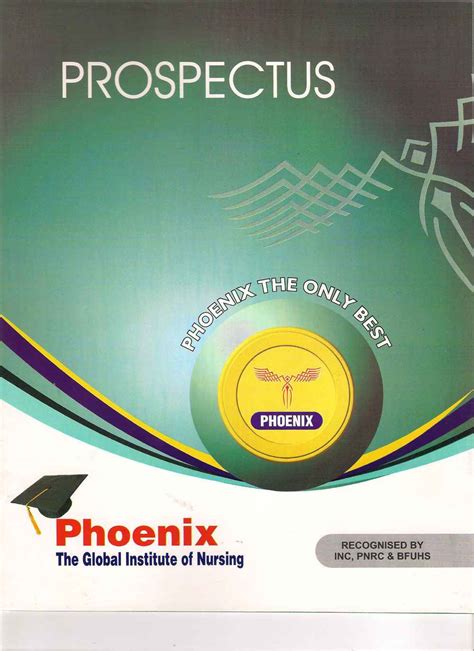 PROSPECTUS
PHOENIX THE ONLY BEST
PHOENIX
Phoenix
The Global Institute of Nursing
RECOGNISED BY
INC, PNRC & BFUHS